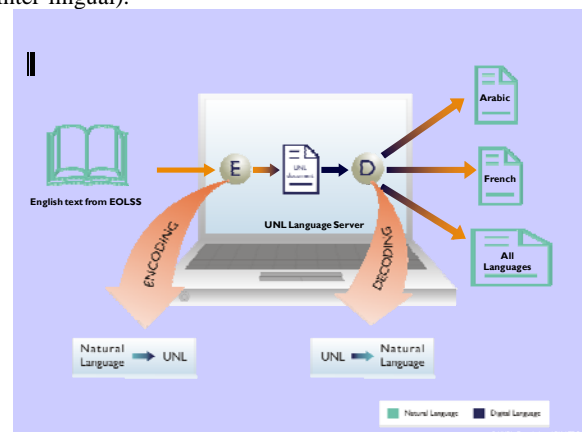 nter lingual).
Arabic
E
UNL
document
D
French
English text from EOLSS
UNL Language Server
All
Languages
ENCODING
DECODING
Natural
Language
UNL
UNL
Natural
Language
Natural Language
Digital Language